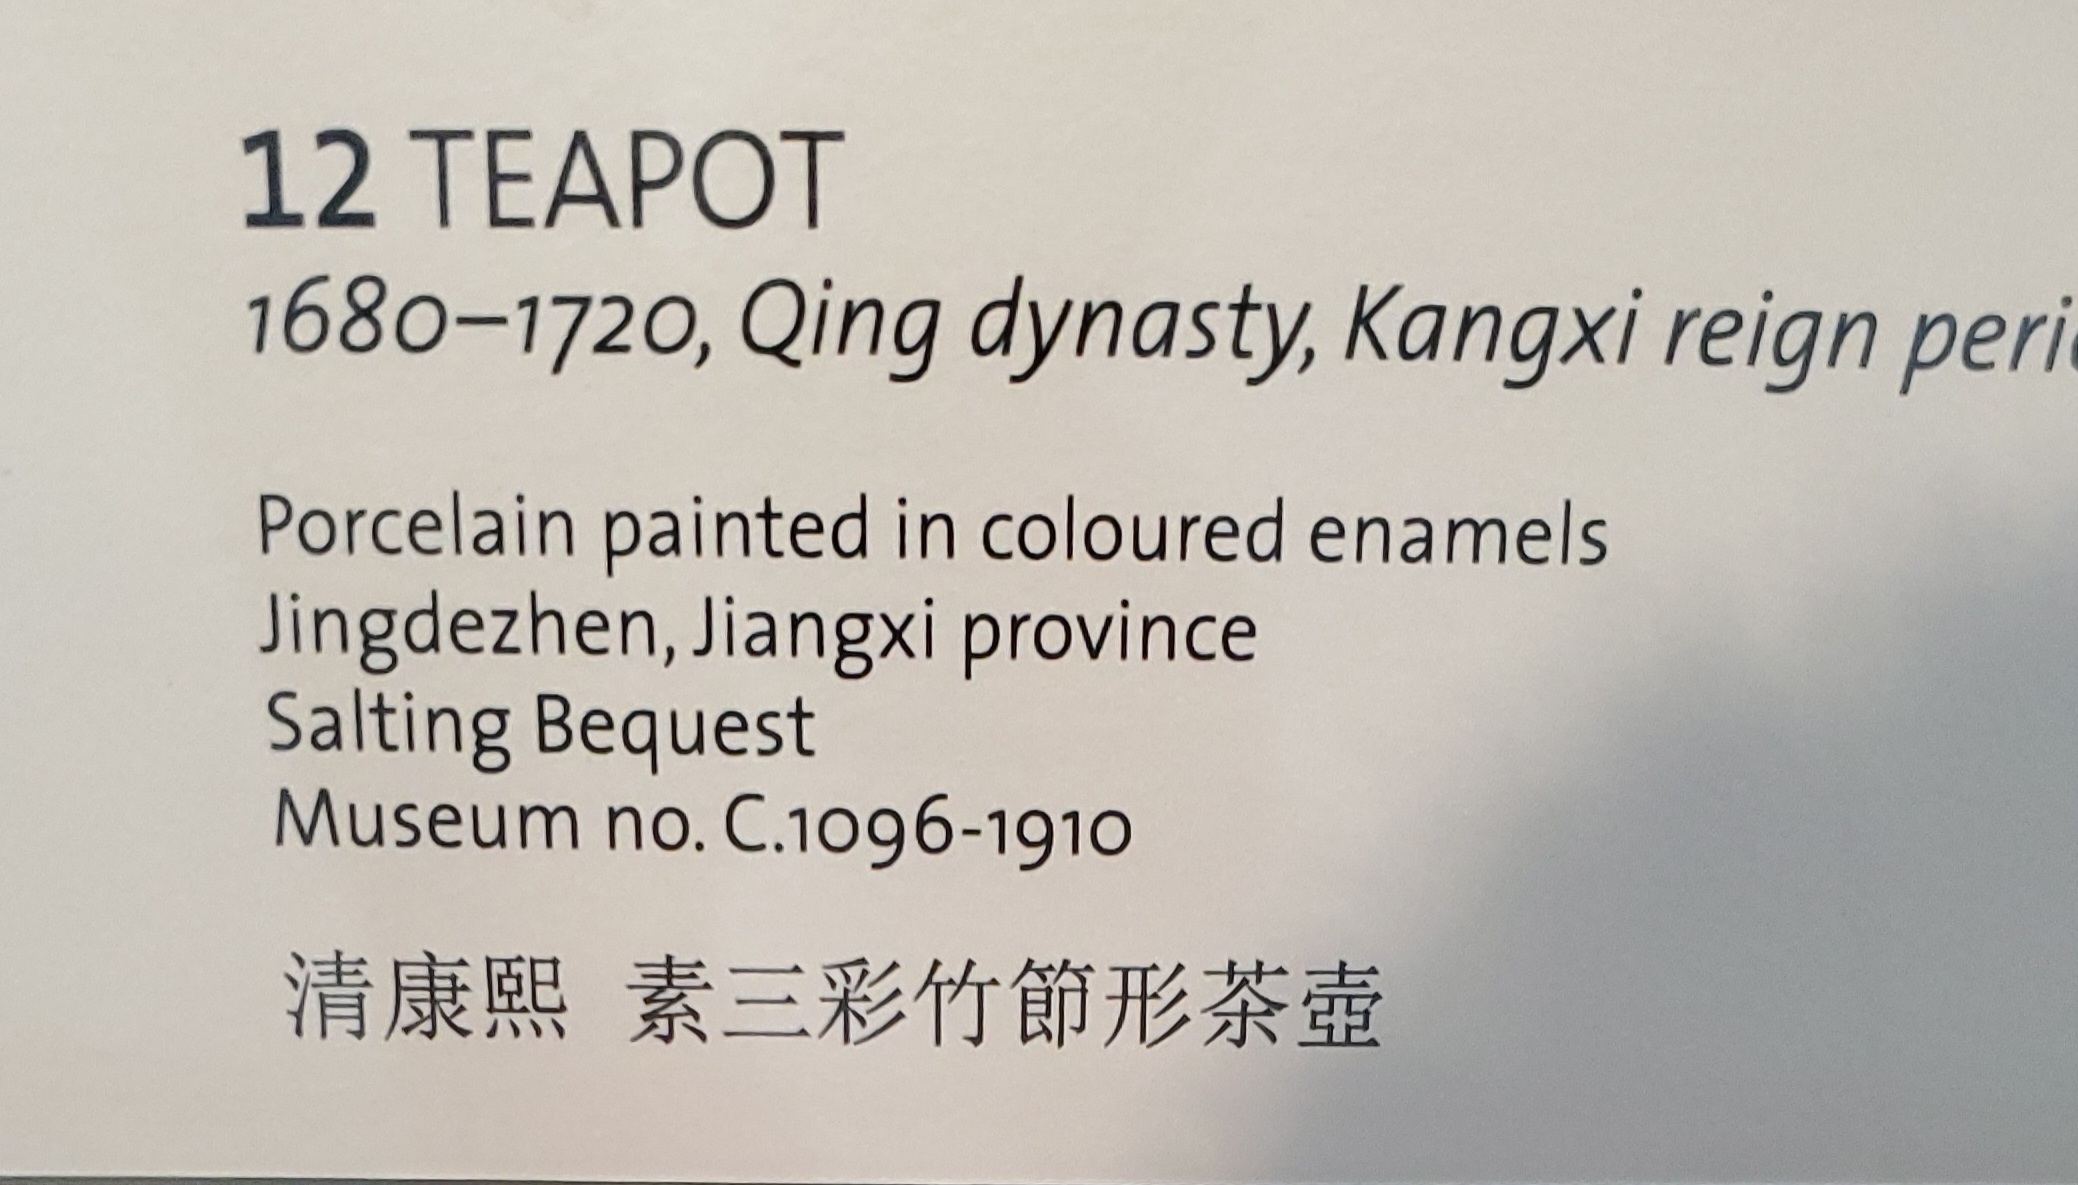 12 TEAPOT
1680–1720, Qing dynasty, Kangxi reign
Porcelain painted in coloured enamels
Jingdezhen, Jiangxi province
Salting Bequest
Museum no. C.1096-1910
清康熙 素三彩竹節形茶壺